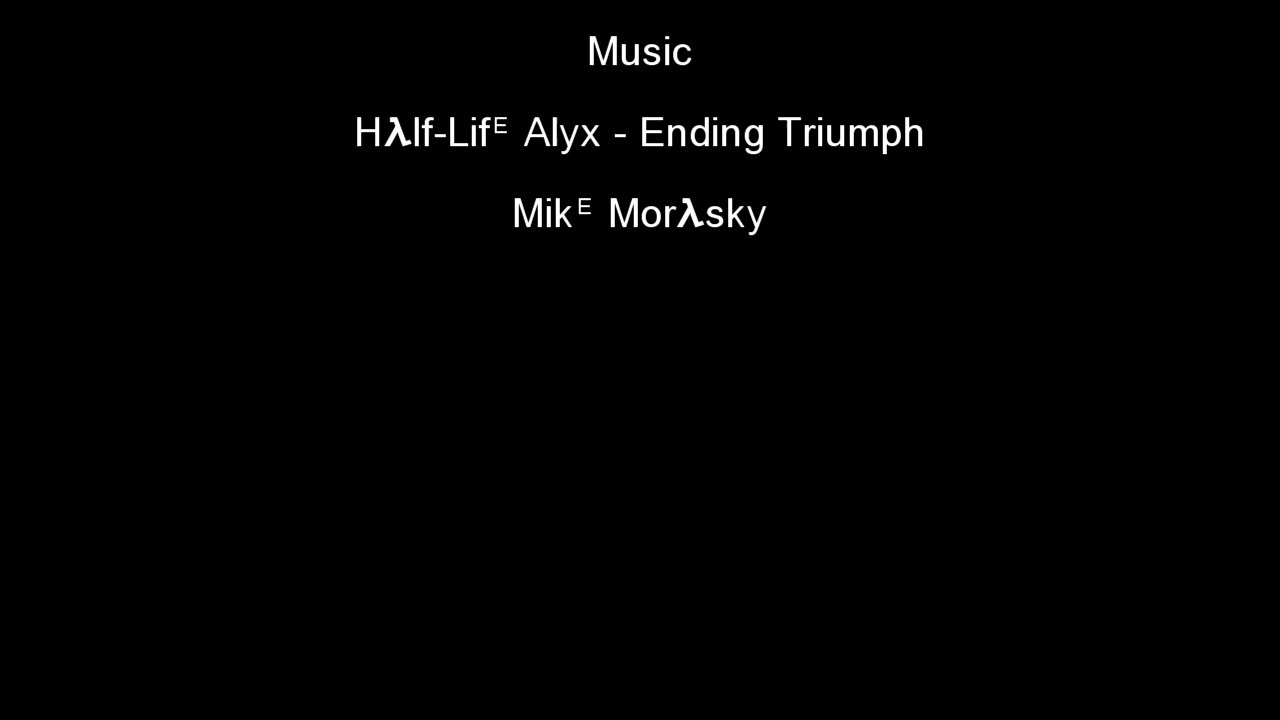 Music
Hλlf-Lifᴱ Alyx - Ending Triumph
Mikᴱ Morλsky